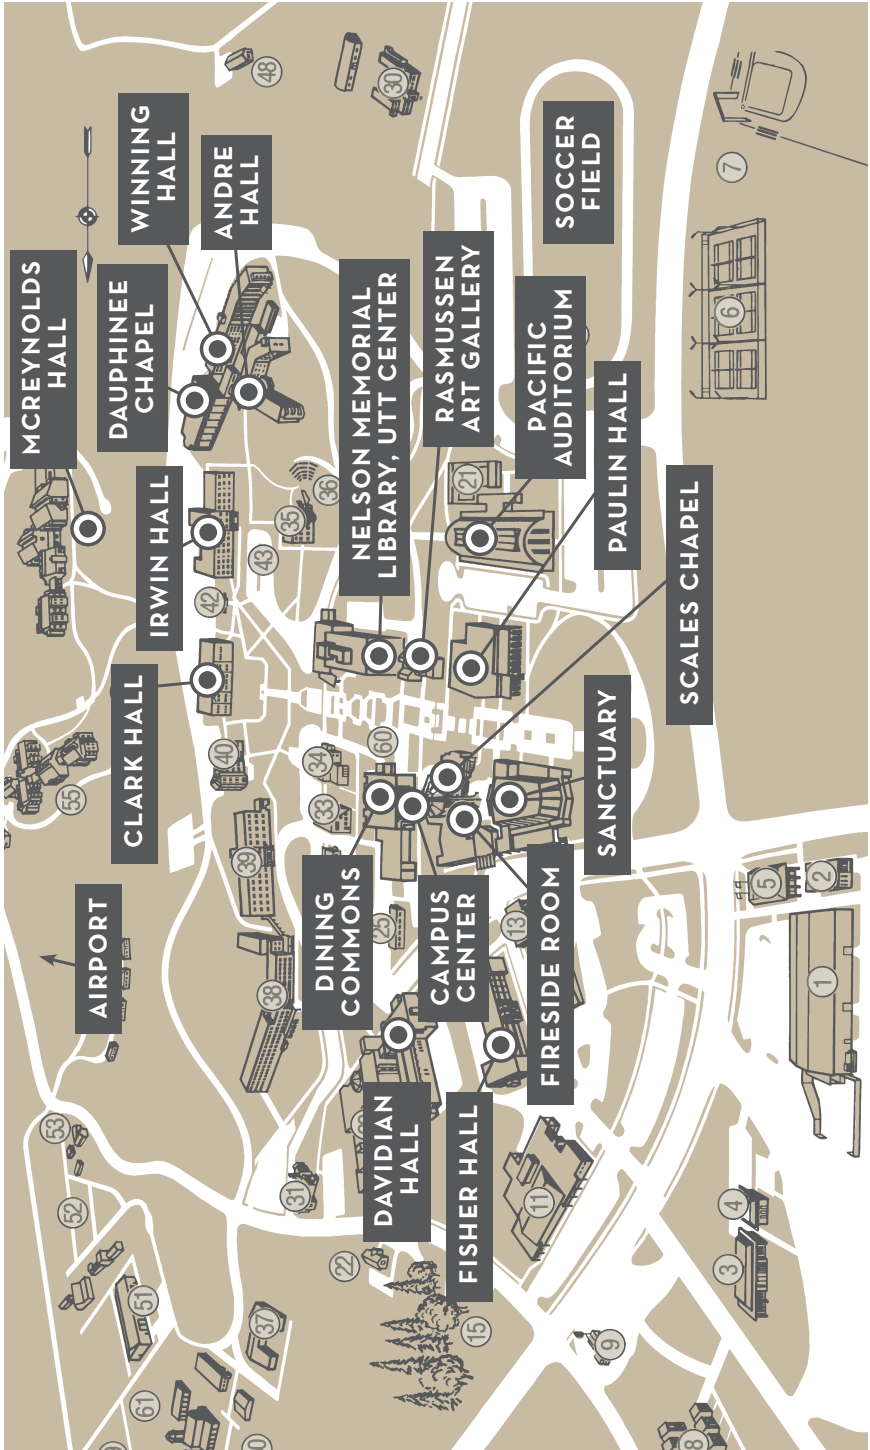 MCREYNOLDS
HALL
AIRPORT
DAUPHINEE
CHAPEL
WINNING
HALL
CLARK HALL
IRWIN HALL
ANDRE
HALL
DINING
COMMONS
NELSON MEMORIAL
LIBRARY, UTT CENTER
DAVIDIAN
HALL
CAMPUS
CENTER
RASMUSSEN
ART GALLERY
FISHER HALL
FIRESIDE ROOM
PACIFIC
AUDITORIUM
SOCCER
FIELD
SANCTUARY
PAULIN HALL
SCALES CHAPEL
53
55
52
51
61
37
38
39
40
42
43
48
31
22
33
34
35
36
30
25
60
15
11
13
21
9
8
3
4
5
2
1
6
7